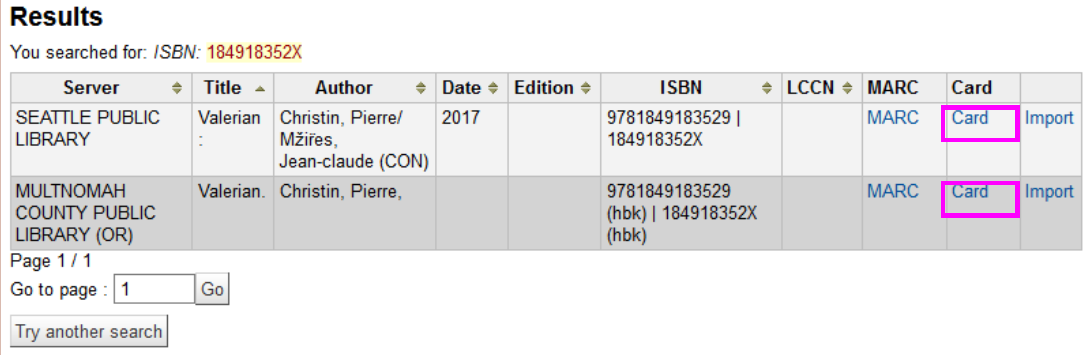 Results
You searched for: ISBN: 184918352X
Server Title Author Date Edition ISBN LCCN MARC Card
SEATTLE PUBLIC LIBRARY Valerian : Christin, Pierre/ Mžir̆es, Jean-claude (CON) 2017 9781849183529 | 184918352X MARC Card Import
MULTNOMAH COUNTY PUBLIC LIBRARY (OR) Valerian. Christin, Pierre, 9781849183529 (hbk) | 184918352X (hbk) MARC Card Import
Page 1 / 1
Go to page : 1 Go
Try another search